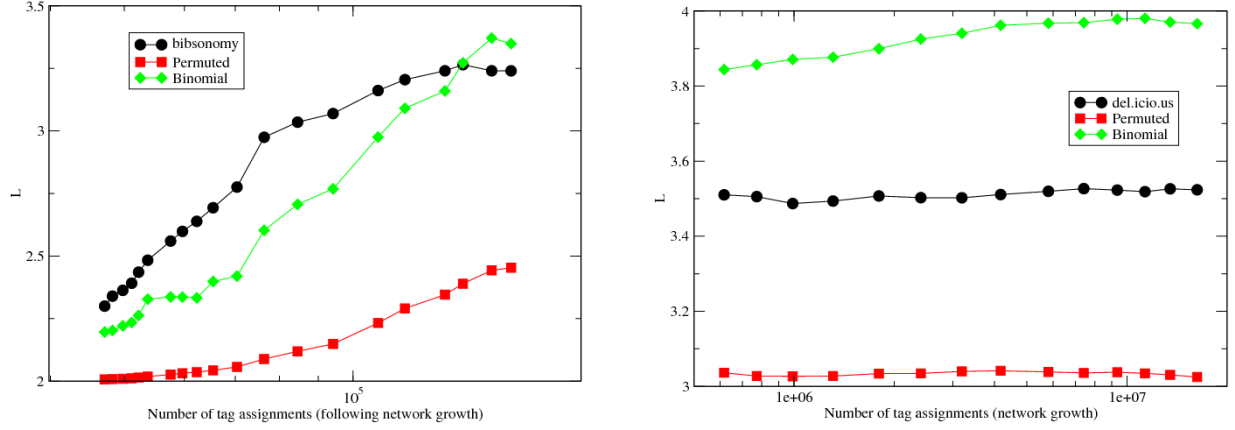 3.5
3
2.5
2
L
bibsonomy
Permuted
Binomial
10^5
Number of tag assignments (following network growth)
4
3.8
3.6
3.4
3.2
3
L
del.icio.us
Permuted
Binomial
1e+06
1e+07
Number of tag assignments (network growth)